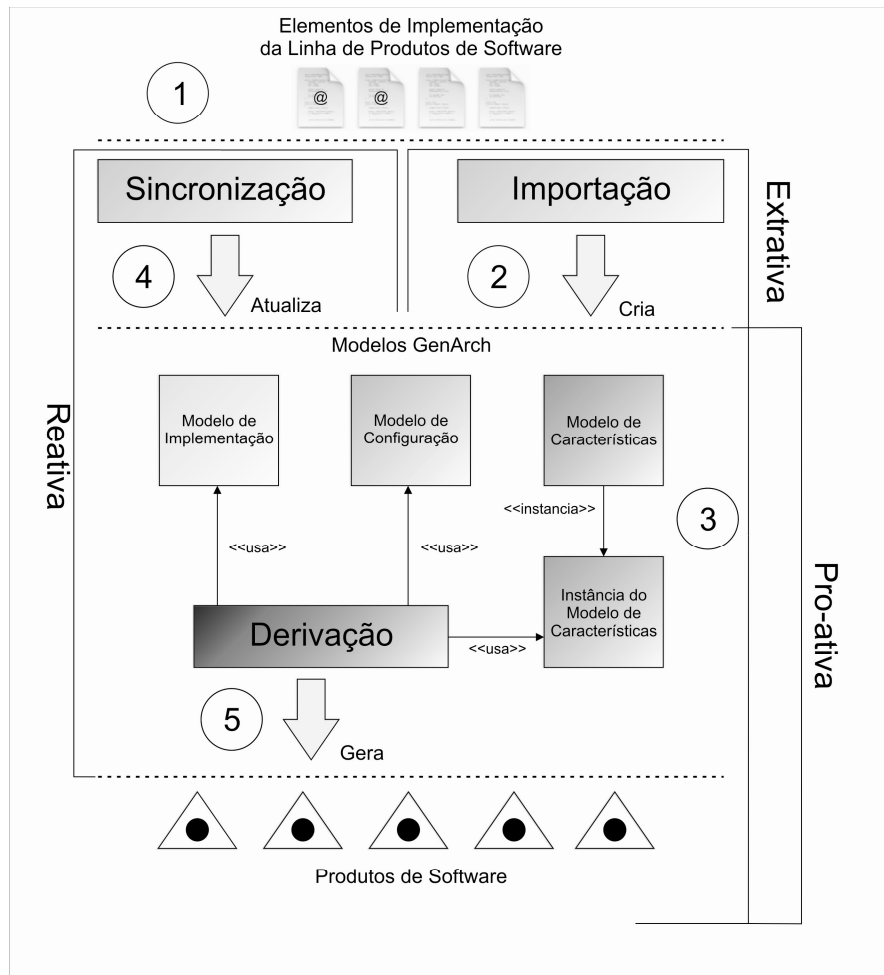 Elementos de Implementação
da Linha de Produtos de Software
1
@
@
Sincronização
Importação
Extrativa
4
2
Atualiza
Cria
Modelos GenArch
Reativa
Modelo de
Implementação
Modelo de
Configuração
Modelo de
Características
<<instancia>>
3
<<usa>>
<<usa>>
Instância do
Modelo de
Características
Derivação
<<usa>>
Pro-ativa
5
Gera
Produtos de Software